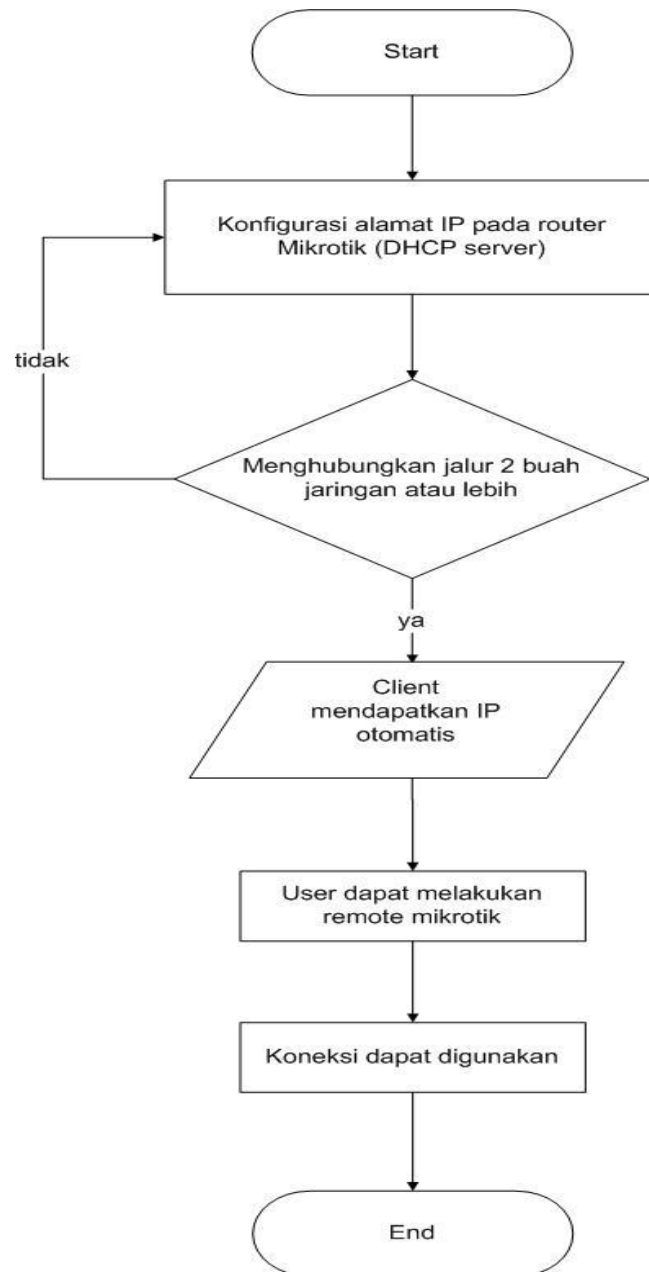 Start
Konfigurasi alamat IP pada router
Mikrotik (DHCP server)
tidak
Menghubungkan jalur 2 buah
jaringan atau lebih
ya
Client
mendapatkan IP
otomatis
User dapat melakukan
remote mikrotik
Koneksi dapat digunakan
End